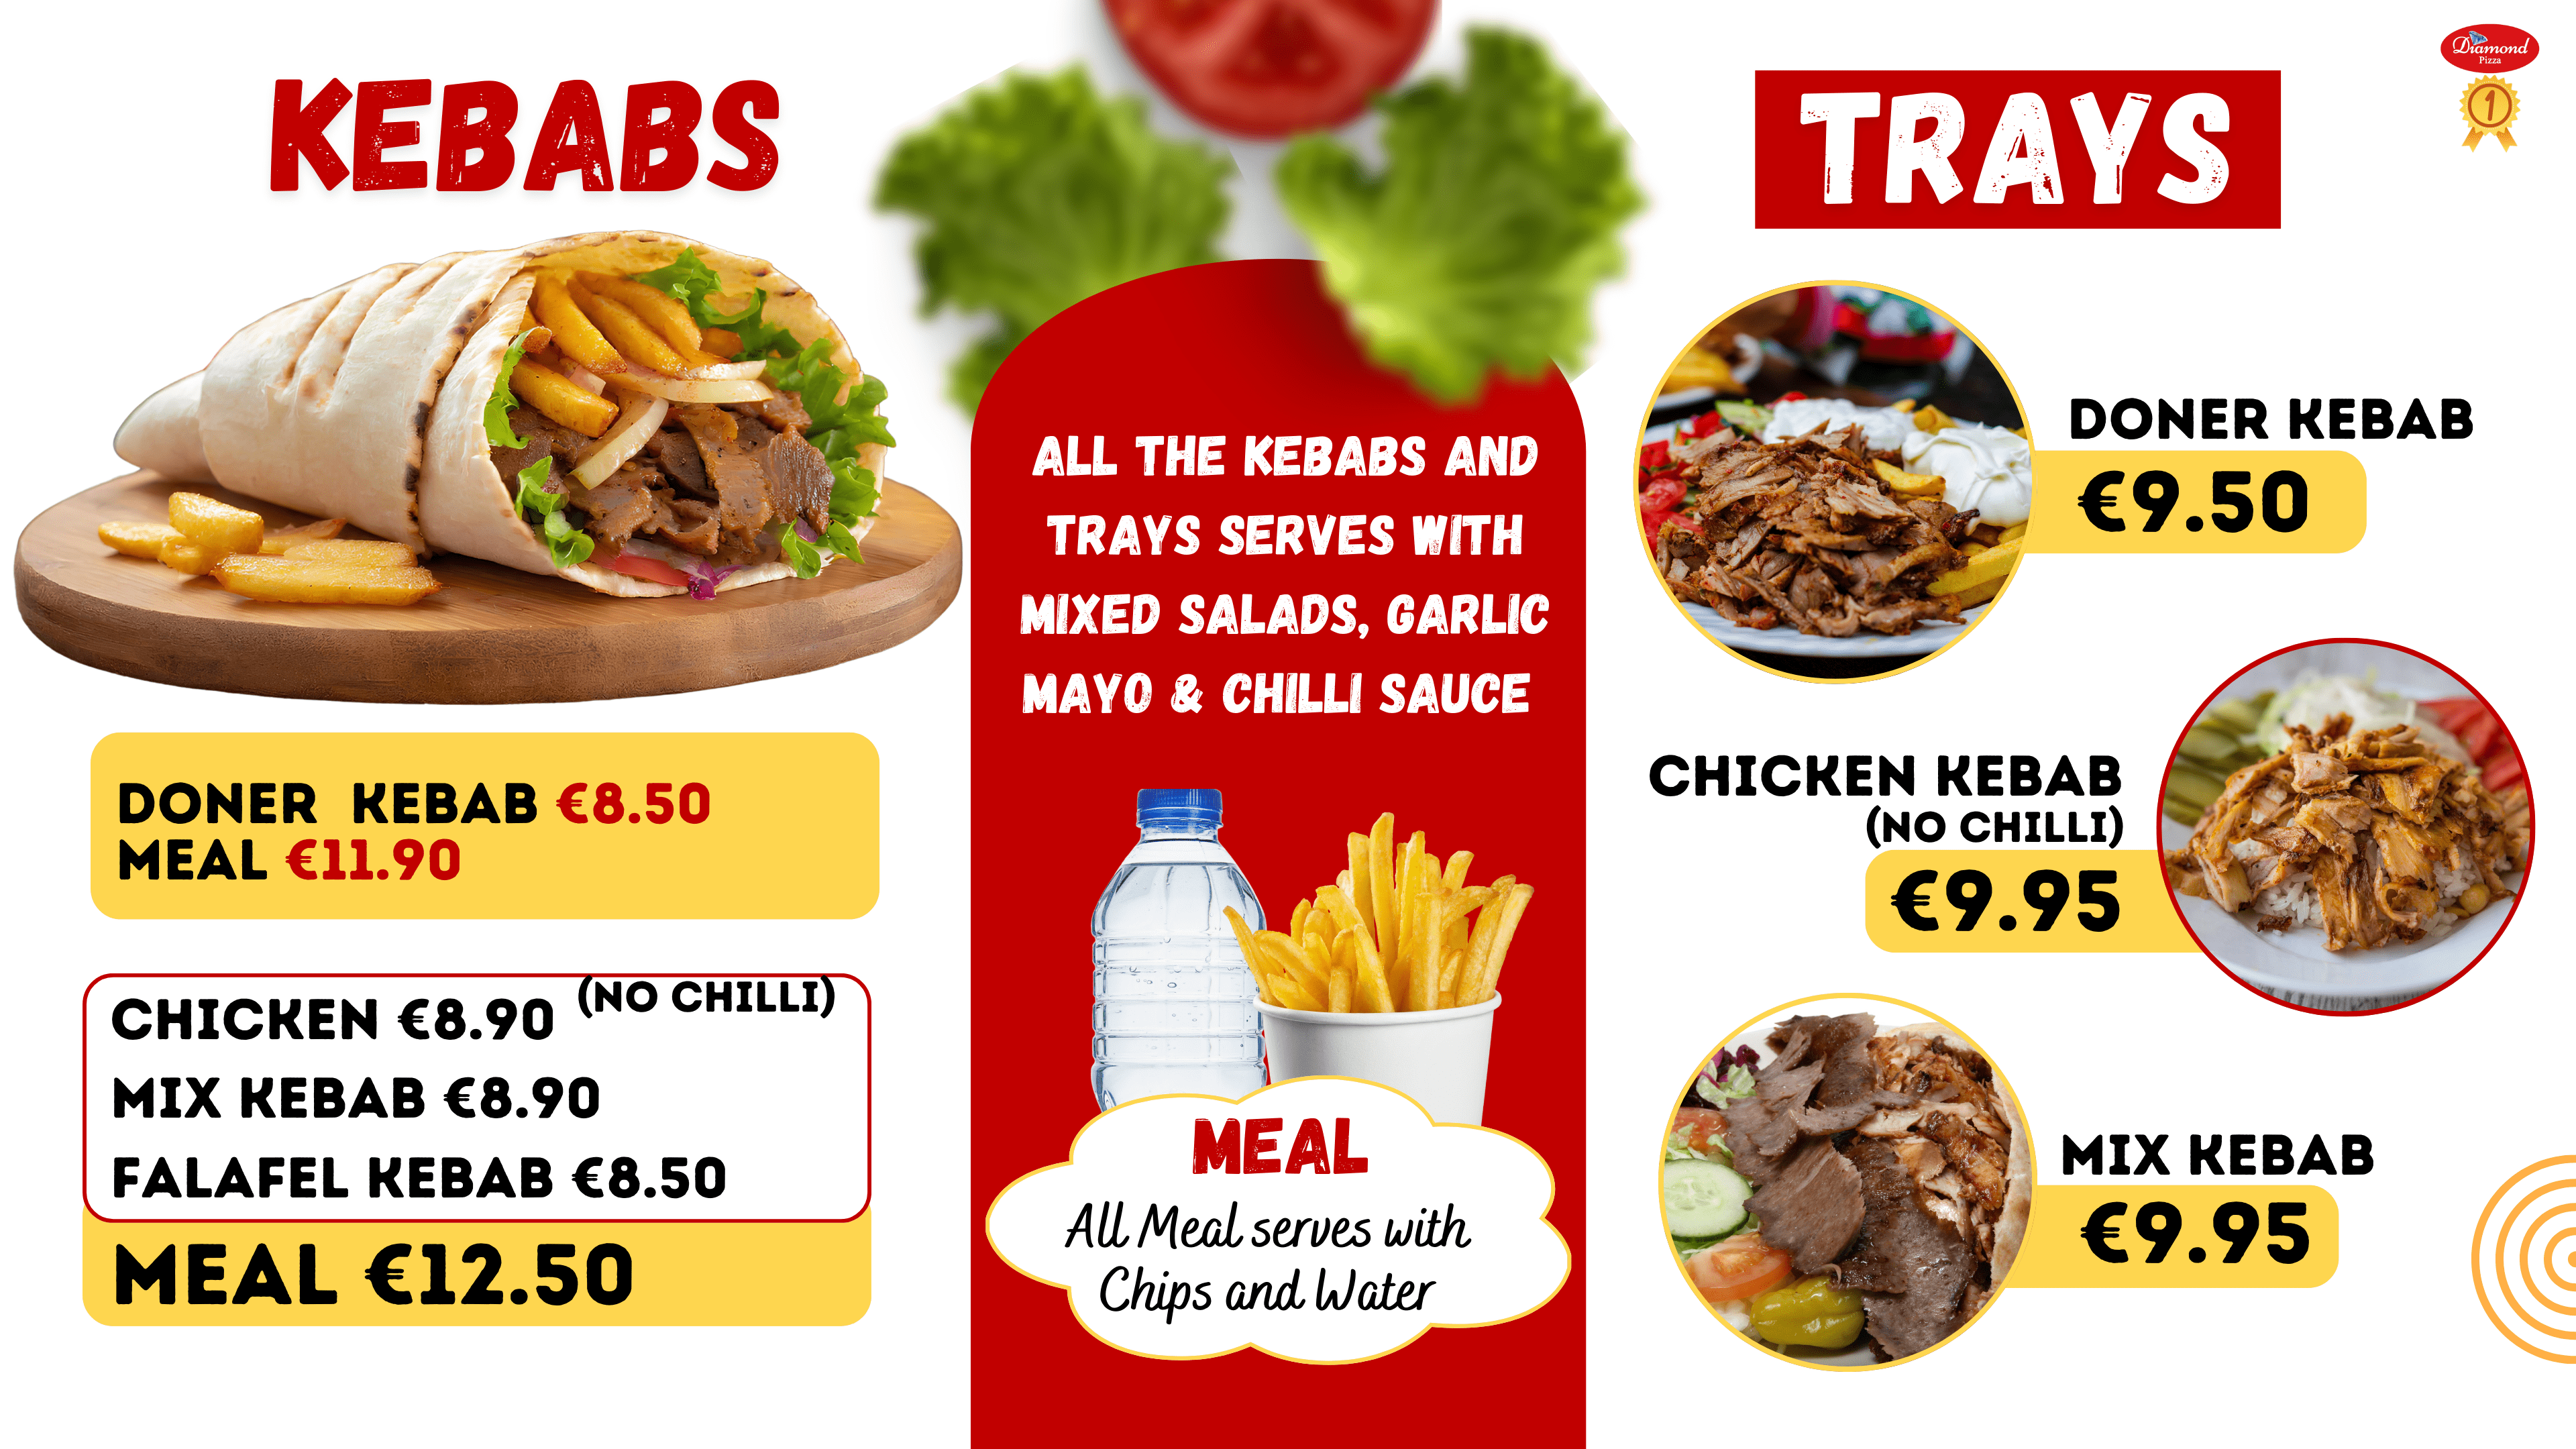 KEBABS
DONER KEBAB €8.50
MEAL €11.90
CHICKEN €8.90 (NO CHILLI)
MIX KEBAB €8.90
FALAFEL KEBAB €8.50
MEAL €12.50
ALL THE KEBABS AND
TRAYS SERVES WITH
MIXED SALADS, GARLIC
MAYO & CHILLI SAUCE
MEAL
All Meal serves with
Chips and Water
TRAYS
DONER KEBAB
€9.50
CHICKEN KEBAB
(NO CHILLI)
€9.95
MIX KEBAB
€9.95
Diamond
Pizza
1